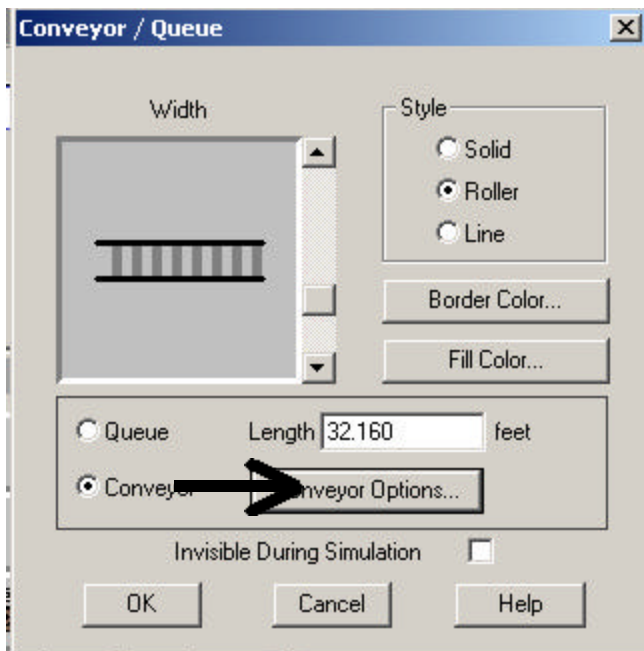 Conveyor / Queue
Width
Style
Solid
Roller
Line
Border Color...
Fill Color...
Queue
Length 32.160 feet
Conveyor
Conveyor Options...
Invisible During Simulation
OK
Cancel
Help